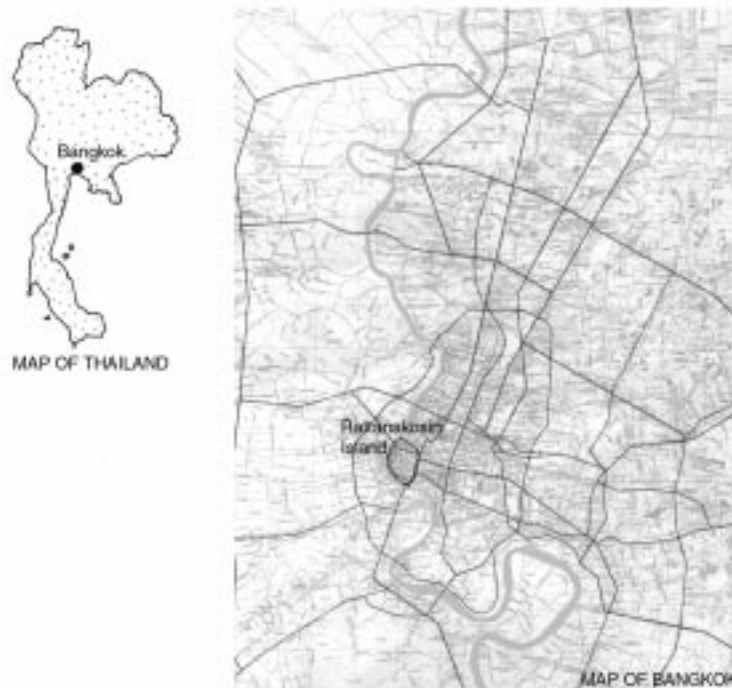 Bangkok
MAP OF THAILAND
Rattanakosin
Island
MAP OF BANGKOK